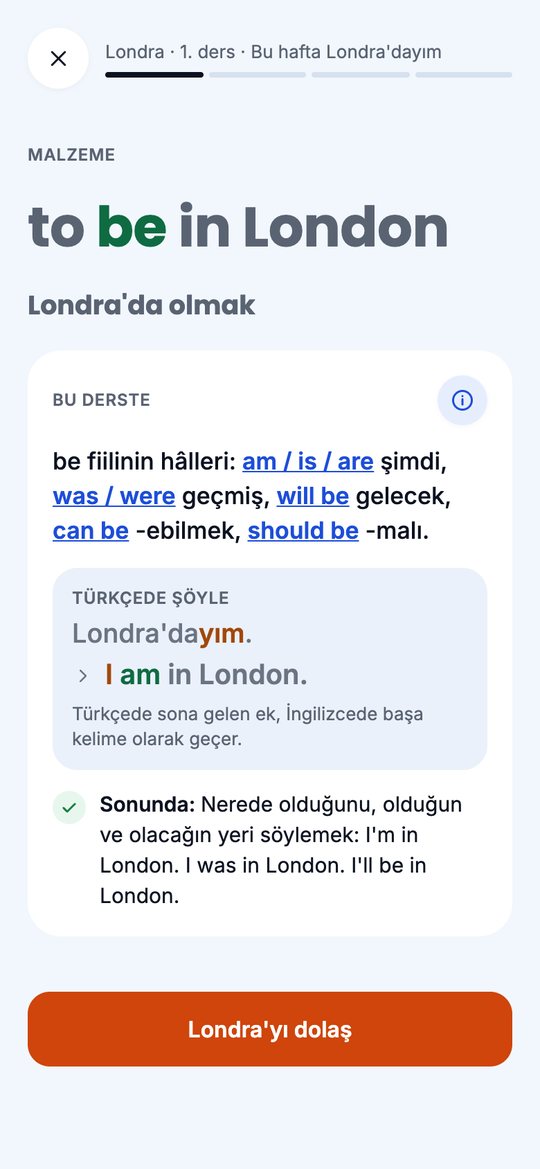 Londra · 1. ders · Bu hafta Londra'dayım
MALZEME
to be in London
Londra'da olmak
BU DERSTE
be fiilinin hâlleri: am / is / are şimdi,
was / were geçmiş, will be gelecek,
can be -ebilmek, should be -malı.
TÜRKÇEDE ŞÖYLE
Londra'dayım.
I am in London.
Türkçede sona gelen ek, İngilizcede başa
kelime olarak geçer.
Sonunda: Nerede olduğunu, olduğun
ve olacağın yeri söylemek: I'm in
London. I was in London. I'll be in
London.
Londra'yı dolaş